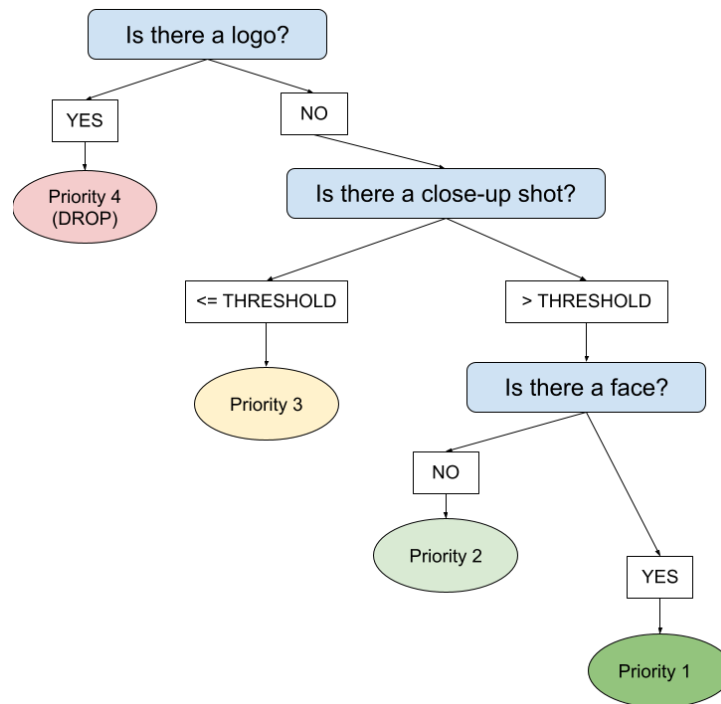 Is there a logo?
YES
NO
Priority 4
(DROP)
Is there a close-up shot?
<= THRESHOLD
> THRESHOLD
Priority 3
Is there a face?
NO
Priority 2
YES
Priority 1